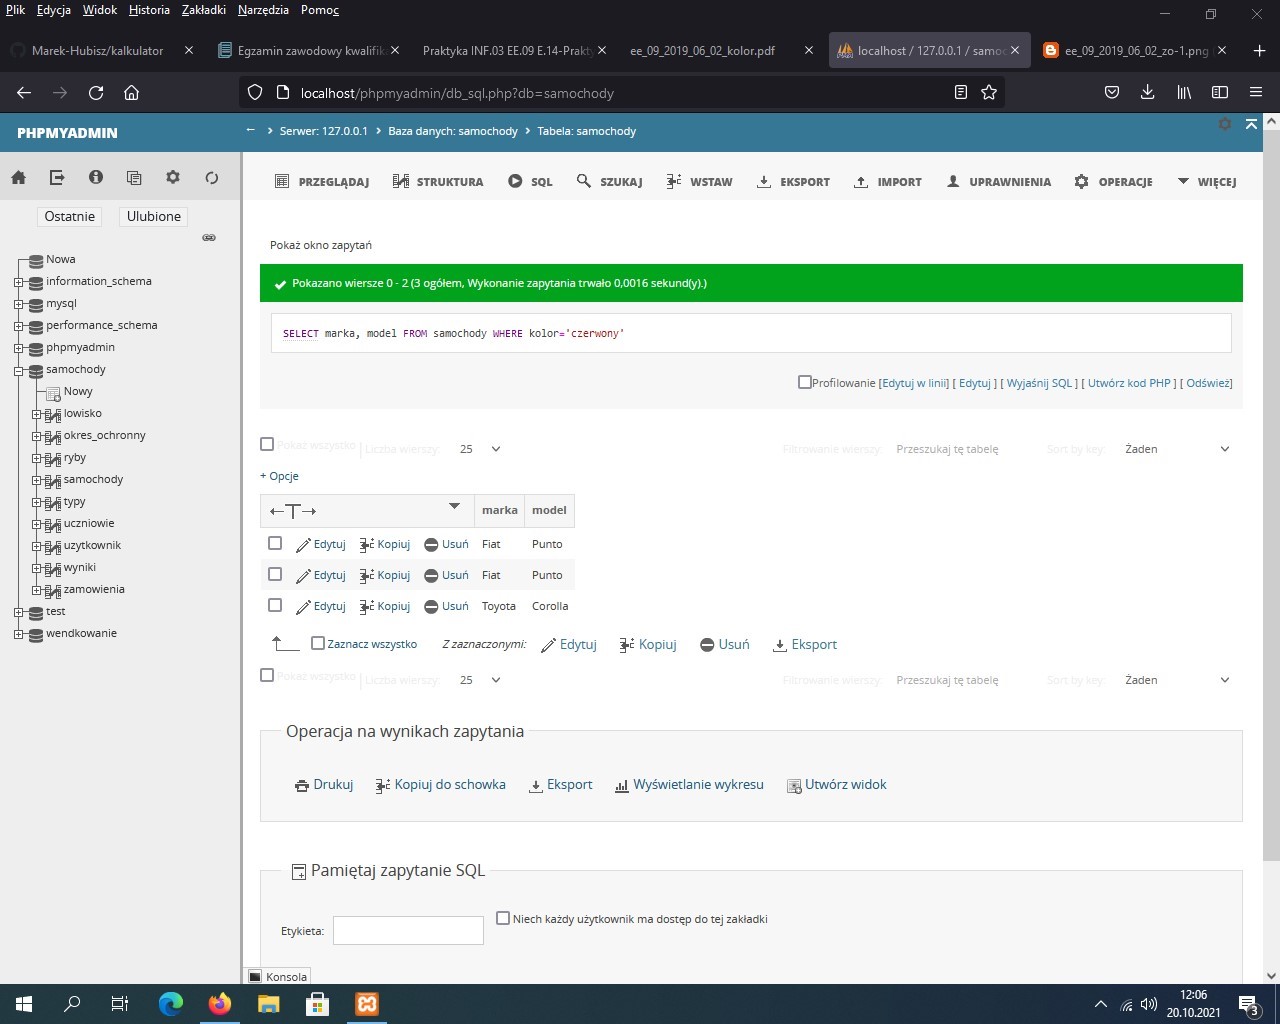 Plik Edycja Widok Historia Zakładki Narzędzia Pomoc
Marek-Hubisz/kalkulator
Egzamin zawodowy kwalifik
Praktyka INF.03 EE.09 E.14-Prakt
ee_09_2019_06_02_kolor.pdf
localhost / 127.0.0.1 / samoc
ee_09_2019_06_02_zo-1.png
localhost/phpmyadmin/db_sql.php?db=samochody
PHPMYADMIN
Serwer: 127.0.0.1 › Baza danych: samochody › Tabela: samochody
PRZEGLĄDAJ STRUKTURA SQL SZUKAJ WSTAW EKSPORT IMPORT UPRAWNIENIA OPERACJE WIĘCEJ
Ostatnie Ulubione
Nowa
information_schema
mysql
performance_schema
phpmyadmin
samochody
Nowy
lowisko
okres_ochronny
ryby
samochody
typy
uczniowie
uzytkownik
wyniki
zamowienia
test
wendkowanie
Pokaż okno zapytań
Pokazano wiersze 0 - 2 (3 ogółem, Wykonanie zapytania trwało 0,0016 sekund(y).)
SELECT marka, model FROM samochody WHERE kolor='czerwony'
Profilowanie [Edytuj w linii] [ Edytuj ] [ Wyjaśnij SQL ] [ Utwórz kod PHP ] [ Odśwież]
Pokaż wszystko | Liczba wierszy: 25 Filtrowanie wierszy: Przeszukaj tę tabelę Sort by key: Żaden
+ Opcje
←T→ marka model
Edytuj Kopiuj Usuń Fiat Punto
Edytuj Kopiuj Usuń Fiat Punto
Edytuj Kopiuj Usuń Toyota Corolla
Zaznacz wszystko Z zaznaczonymi: Edytuj Kopiuj Usuń Eksport
Pokaż wszystko | Liczba wierszy: 25 Filtrowanie wierszy: Przeszukaj tę tabelę Sort by key: Żaden
Operacja na wynikach zapytania
Drukuj Kopiuj do schowka Eksport Wyświetlanie wykresu Utwórz widok
Pamiętaj zapytanie SQL
Etykieta: Niech każdy użytkownik ma dostęp do tej zakładki
Konsola
12:06
20.10.2021
3